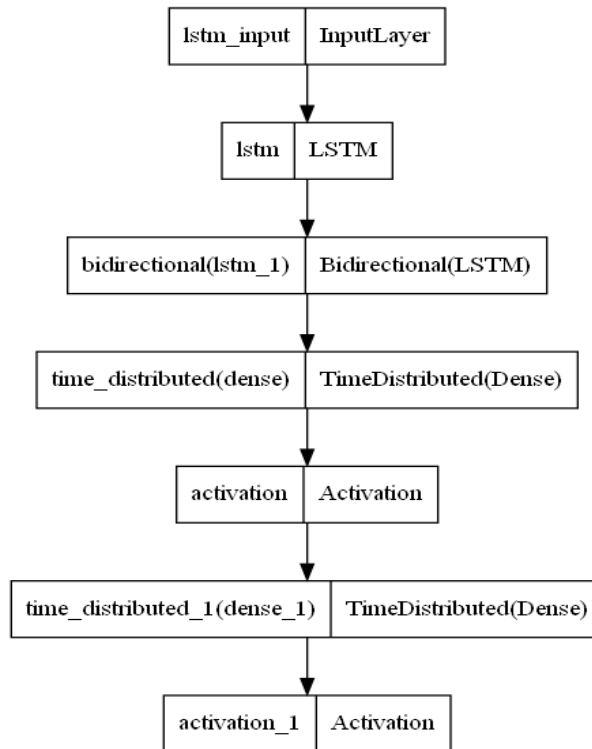 lstm_input InputLayer
lstm LSTM
bidirectional(lstm_1) Bidirectional(LSTM)
time_distributed(dense) TimeDistributed(Dense)
activation Activation
time_distributed_1(dense_1) TimeDistributed(Dense)
activation_1 Activation